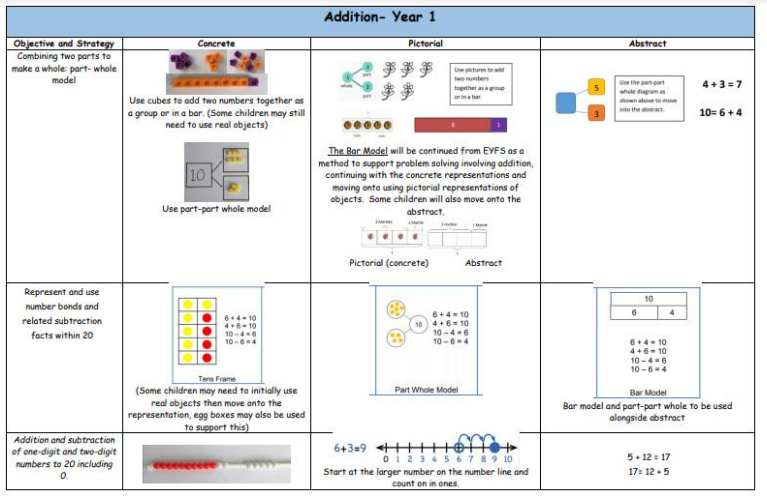 Addition- Year 1
Objective and Strategy
Concrete
Pictorial
Abstract
Combining two parts to
make a whole: part- whole
model
Use cubes to add two numbers together as
a group or in a bar. (Some children may still
need to use real objects)
10
Use part-part whole model
5
whole
3
part
2
part
Use pictures to add
two numbers
together as a group
or in a bar.
8
1
The Bar Model will be continued from EYFS as a
method to support problem solving involving addition,
continuing with the concrete representations and
moving onto using pictorial representations of
objects. Some children will also move onto the
abstract.
3 Marbles
1 Marble
3 Marbles
1 Marble
Pictorial (concrete)
Abstract
5
3
Use the part-part
whole diagram as
shown above to move
into the abstract.
4 + 3 = 7
10= 6 + 4
Represent and use
number bonds and
related subtraction
facts within 20
6 + 4 = 10
4 + 6 = 10
10 – 4 = 6
10 – 6 = 4
Tens Frame
(Some children may need to initially use
real objects then move onto the
representation, egg boxes may also be used
to support this)
10
6 + 4 = 10
4 + 6 = 10
10 – 4 = 6
10 – 6 = 4
Part Whole Model
10
6
4
6 + 4 = 10
4 + 6 = 10
10 – 4 = 6
10 – 6 = 4
Bar Model
Bar model and part-part whole to be used
alongside abstract
Addition and subtraction
of one-digit and two-digit
numbers to 20 including
0.
6+3=9
0 1 2 3 4 5 6 7 8 9 10
Start at the larger number on the number line and
count on in ones.
5 + 12 = 17
17= 12 + 5